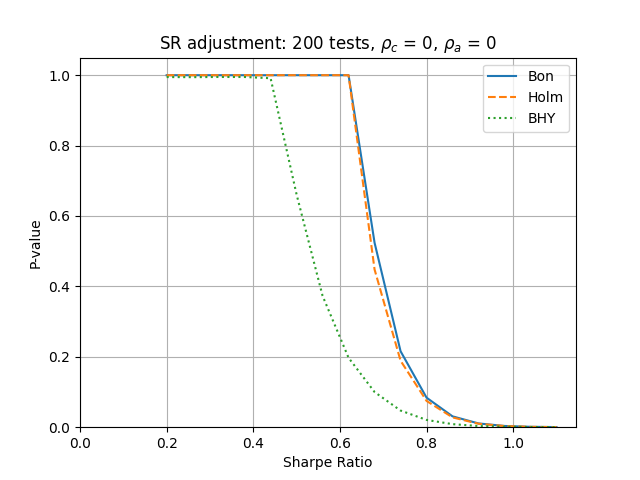 SR adjustment: 200 tests, ρc = 0, ρa = 0
Bon
Holm
BHY
P-value
1.0
0.8
0.6
0.4
0.2
0.0
0.0 0.2 0.4 0.6 0.8 1.0
Sharpe Ratio